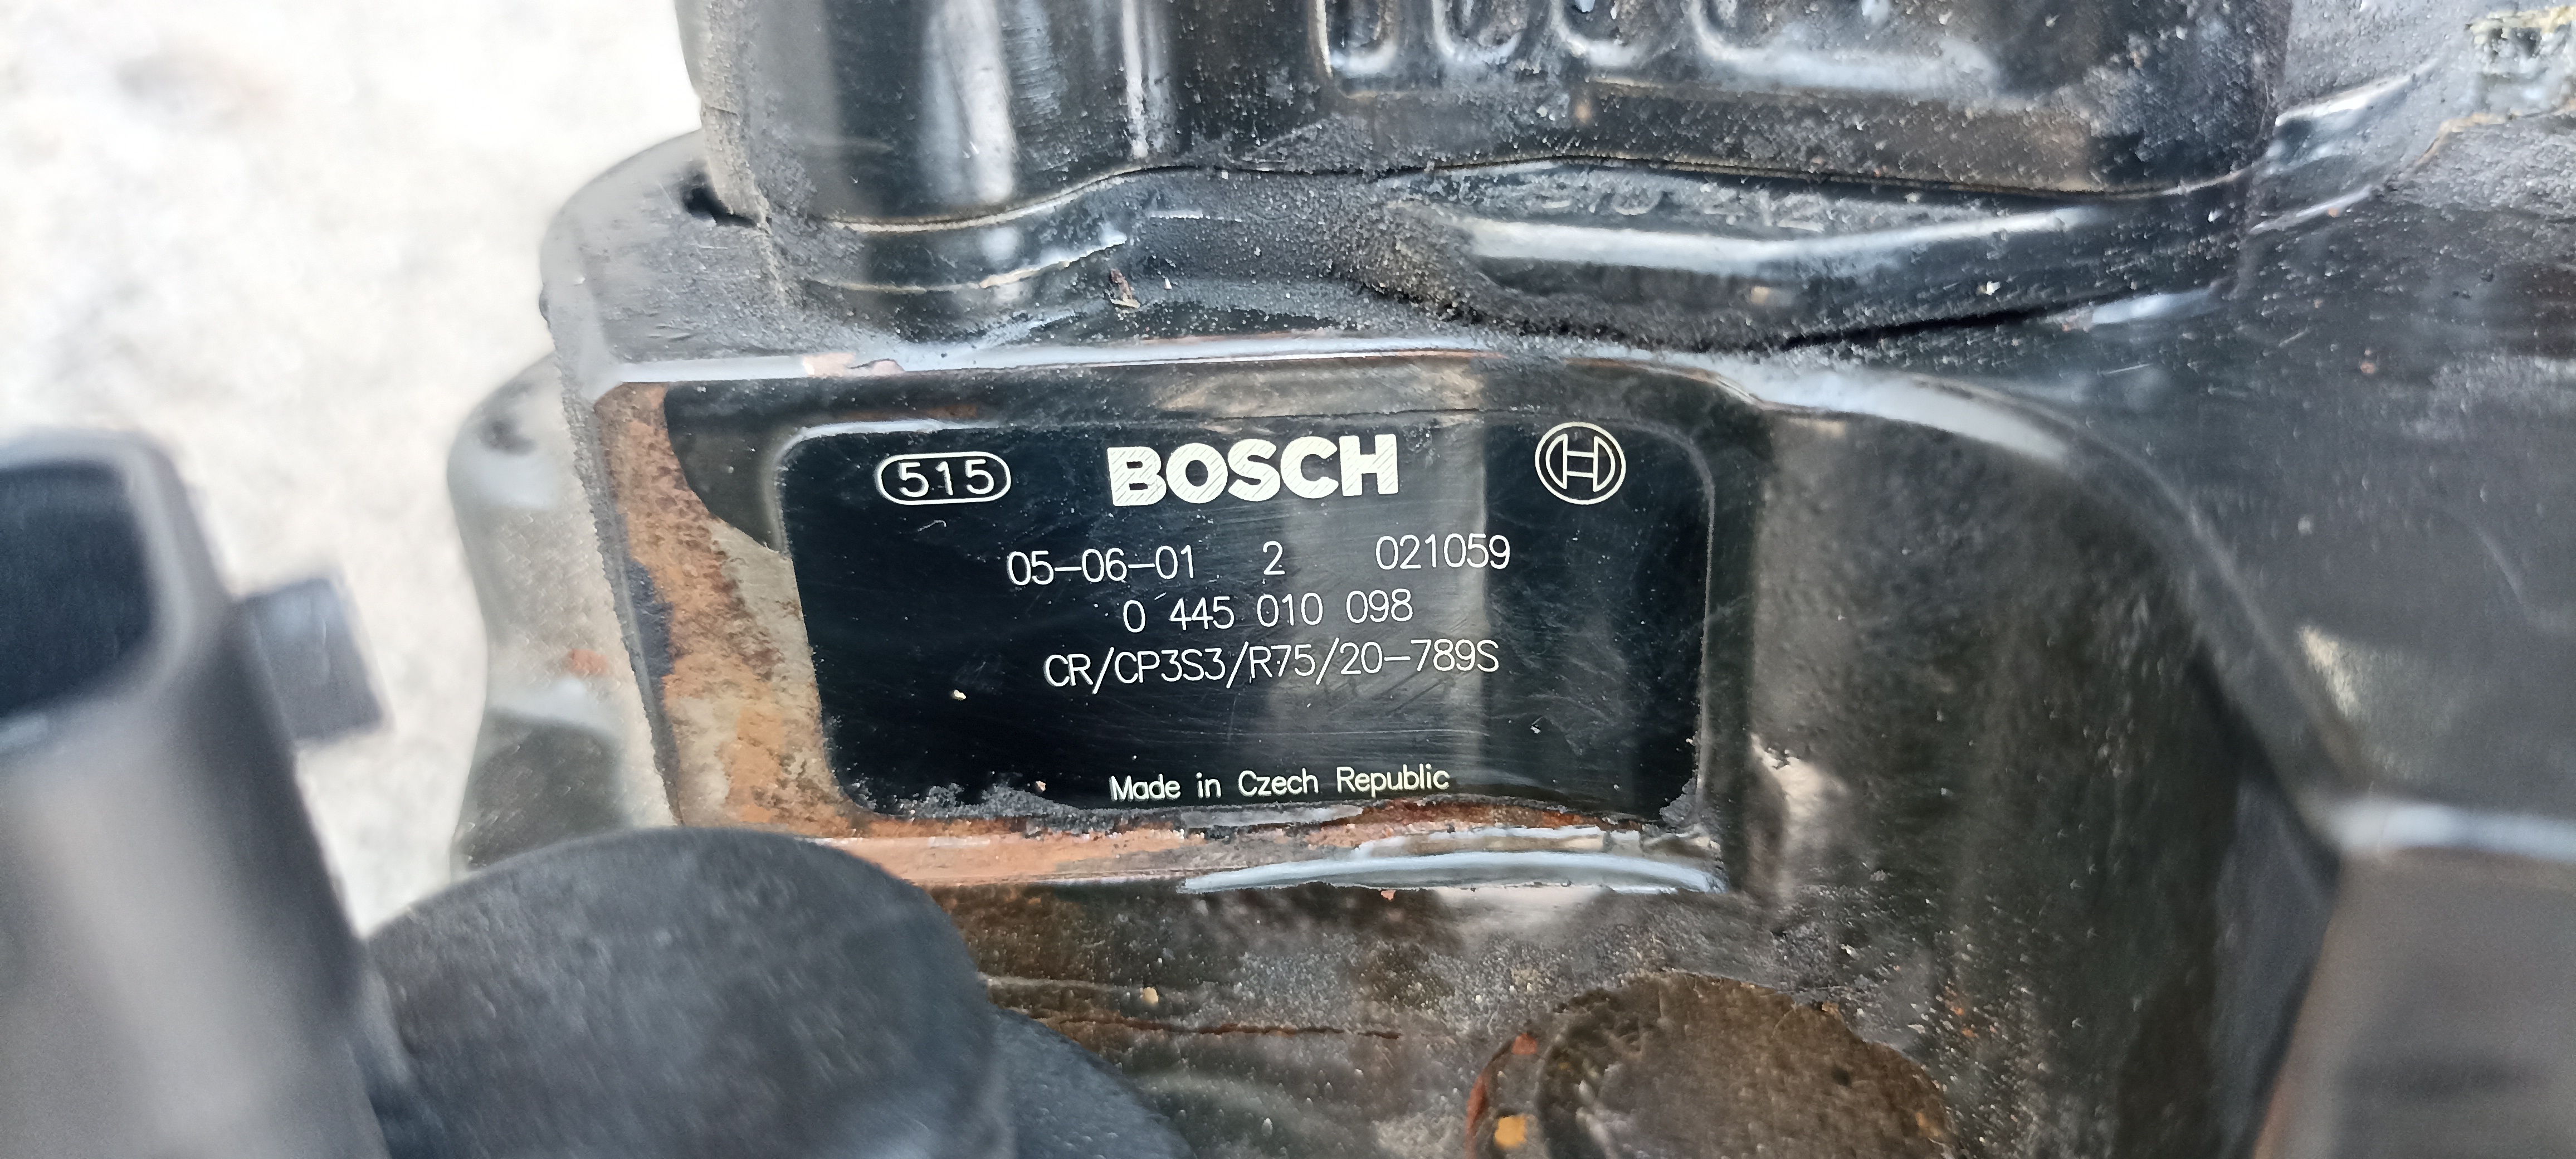 515 BOSCH
05-06-01 2 021059
0 445 010 098
CR/CP3S3/R75/20-789S
Made in Czech Republic